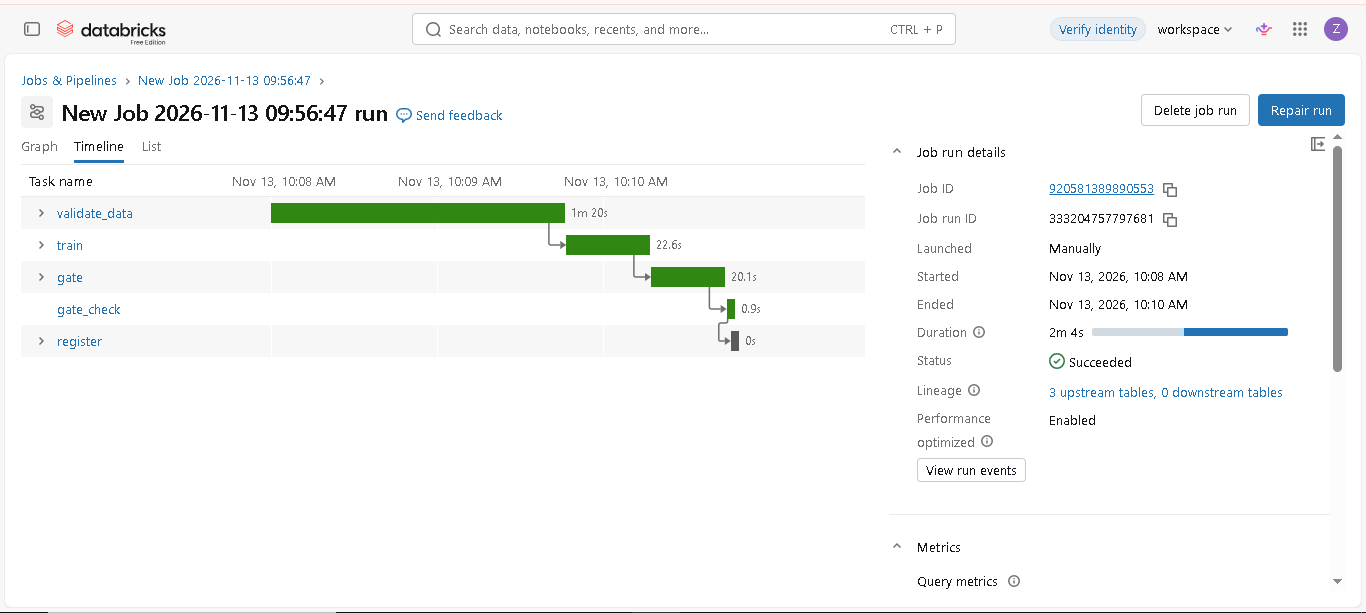 databricks
Free Edition
Search data, notebooks, recents, and more...
CTRL + P
Verify identity
workspace
Z
Jobs & Pipelines › New Job 2026-11-13 09:56:47 ›
New Job 2026-11-13 09:56:47 run
Send feedback
Delete job run
Repair run
Graph
Timeline
List
Task name
Nov 13, 10:08 AM
Nov 13, 10:09 AM
Nov 13, 10:10 AM
validate_data
1m 20s
train
22.6s
gate
20.1s
gate_check
0.9s
register
0s
Job run details
Job ID 920581389890553
Job run ID 333204757797681
Launched Manually
Started Nov 13, 2026, 10:08 AM
Ended Nov 13, 2026, 10:10 AM
Duration 2m 4s
Status Succeeded
Lineage 3 upstream tables, 0 downstream tables
Performance optimized Enabled
View run events
Metrics
Query metrics